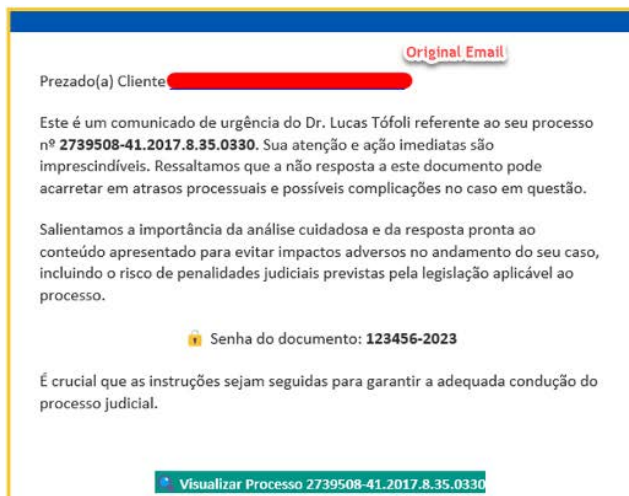 Original Email
Prezado(a) Cliente
Este é um comunicado de urgência do Dr. Lucas Tófoli referente ao seu processo
nº 2739508-41.2017.8.35.0330. Sua atenção e ação imediatas são
imprescindíveis. Ressaltamos que a não resposta a este documento pode
acarretar em atrasos processuais e possíveis complicações no caso em questão.
Salientamos a importância da análise cuidadosa e da resposta pronta ao
conteúdo apresentado para evitar impactos adversos no andamento do seu caso,
incluindo o risco de penalidades judiciais previstas pela legislação aplicável ao
processo.
Senha do documento: 123456-2023
É crucial que as instruções sejam seguidas para garantir a adequada condução do
processo judicial.
Visualizar Processo 2739508-41.2017.8.35.0330